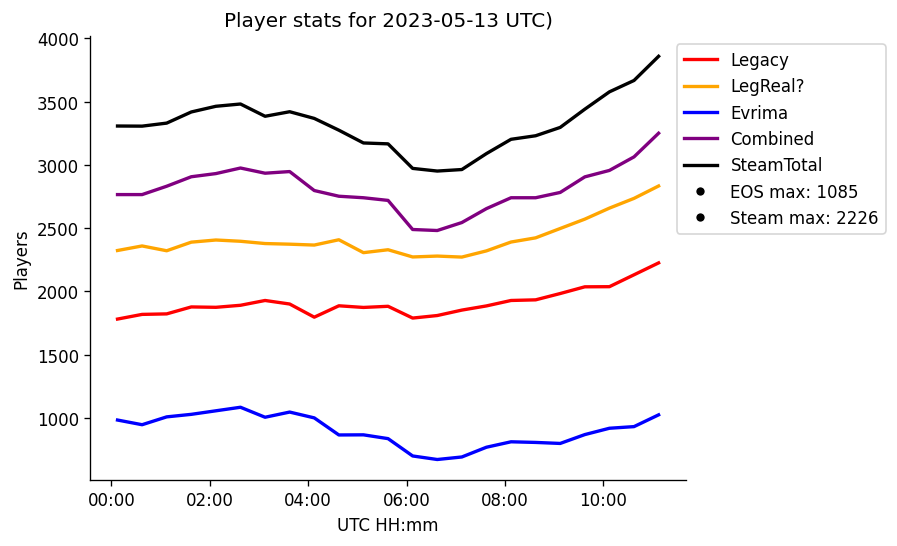 Player stats for 2023-05-13 UTC)
4000
3500
3000
2500
2000
1500
1000
Players
00:00 02:00 04:00 06:00 08:00 10:00
UTC HH:mm
Legacy
LegReal?
Evrima
Combined
SteamTotal
EOS max: 1085
Steam max: 2226